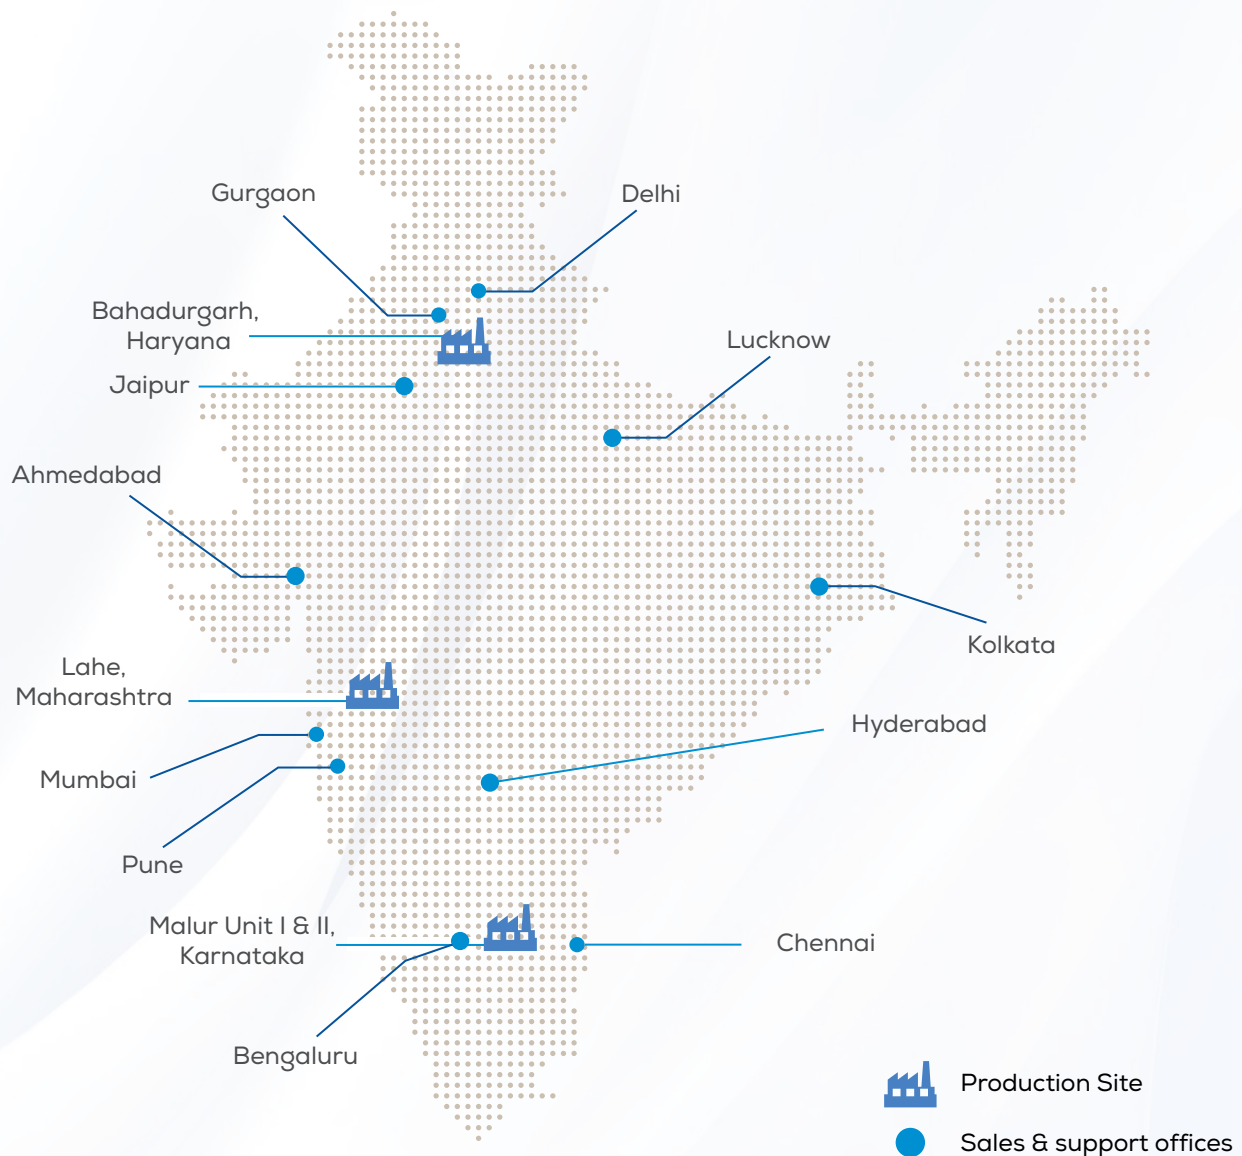 Gurgaon
Delhi
Bahadurgarh,
Haryana
Lucknow
Jaipur
Ahmedabad
Kolkata
Lahe,
Maharashtra
Hyderabad
Mumbai
Pune
Malur Unit I & II,
Karnataka
Chennai
Bengaluru
Production Site
Sales & support offices